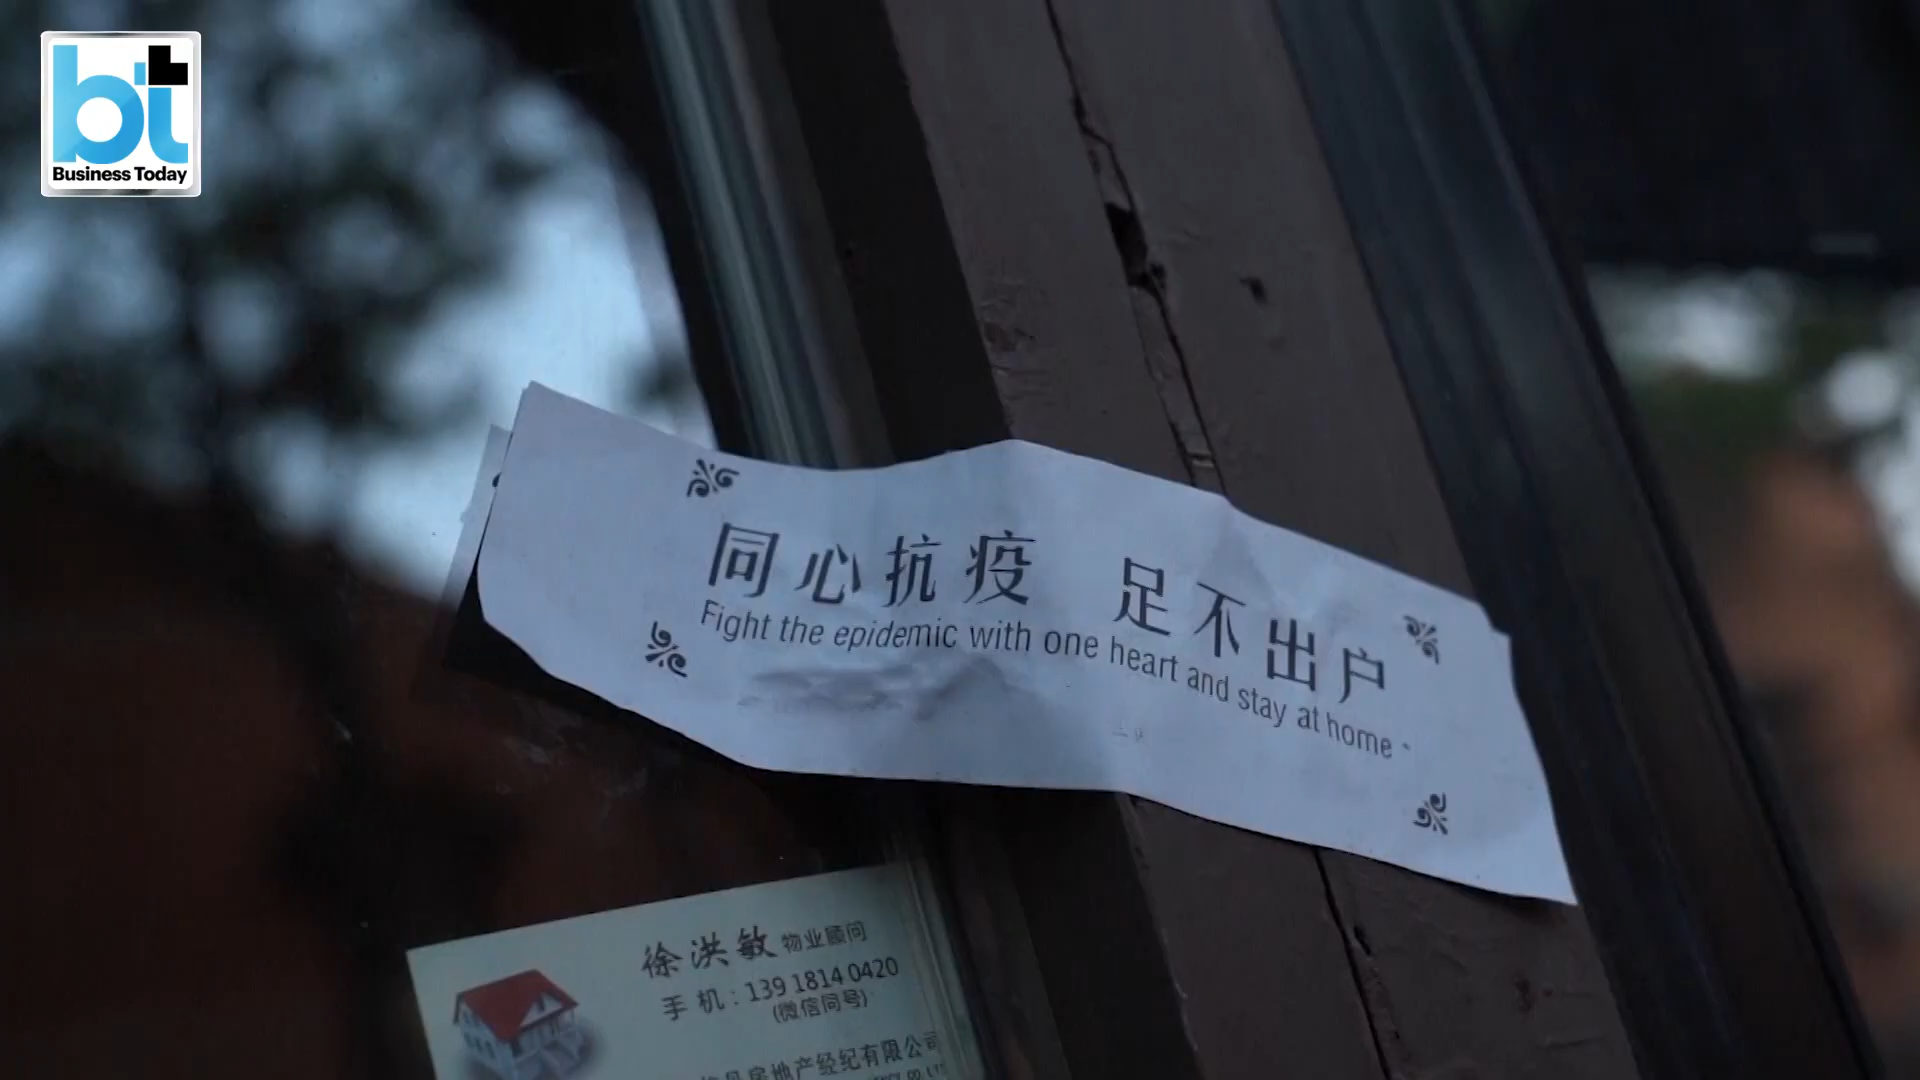 bt
Business Today
同心抗疫 足不出户
Fight the epidemic with one heart and stay at home
徐洪敏 物业顾问
手机：139 1814 0420
(微信同号)
房地产经纪有限公司